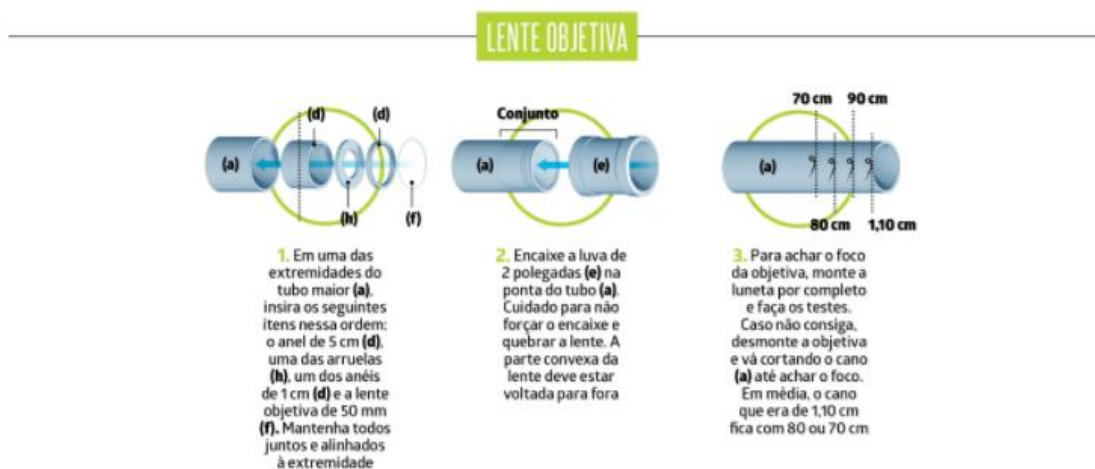 LENTE OBJETIVA
(d)
(d)
(a)
(h)
(f)
1. Em uma das
extremidades do
tubo maior (a),
insira os seguintes
itens nessa ordem:
o anel de 5 cm (d),
uma das arruelas
(h), um dos anéis
de 1 cm (d) e a lente
objetiva de 50 mm
(f). Mantenha todos
juntos e alinhados
à extremidade
Conjunto
(a)
(e)
2. Encaixe a luva de
2 polegadas (e) na
ponta do tubo (a).
Cuidado para não
forçar o encaixe e
quebrar a lente. A
parte convexa da
lente deve estar
voltada para fora
70 cm
90 cm
(a)
80 cm
1,10 cm
3. Para achar o foco
da objetiva, monte a
luneta por completo
e faça os testes.
Caso não consiga,
desmonte a objetiva
e vá cortando o cano
(a) até achar o foco.
Em média, o cano
que era de 1,10 cm
fica com 80 ou 70 cm